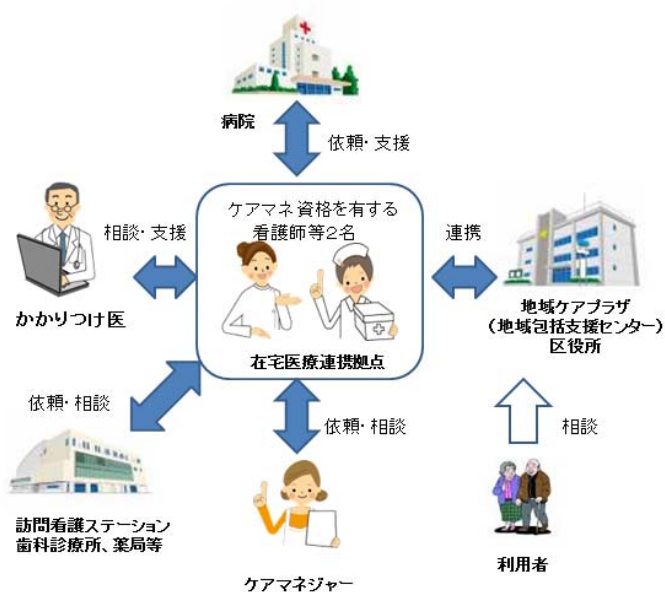 病院
依頼・支援
ケアマネ資格を有する
看護師等2名
相談・支援
連携
かかりつけ医
在宅医療連携拠点
地域ケアプラザ
(地域包括支援センター)
区役所
依頼・相談
依頼・相談
相談
訪問看護ステーション
歯科診療所、薬局等
ケアマネジャー
利用者